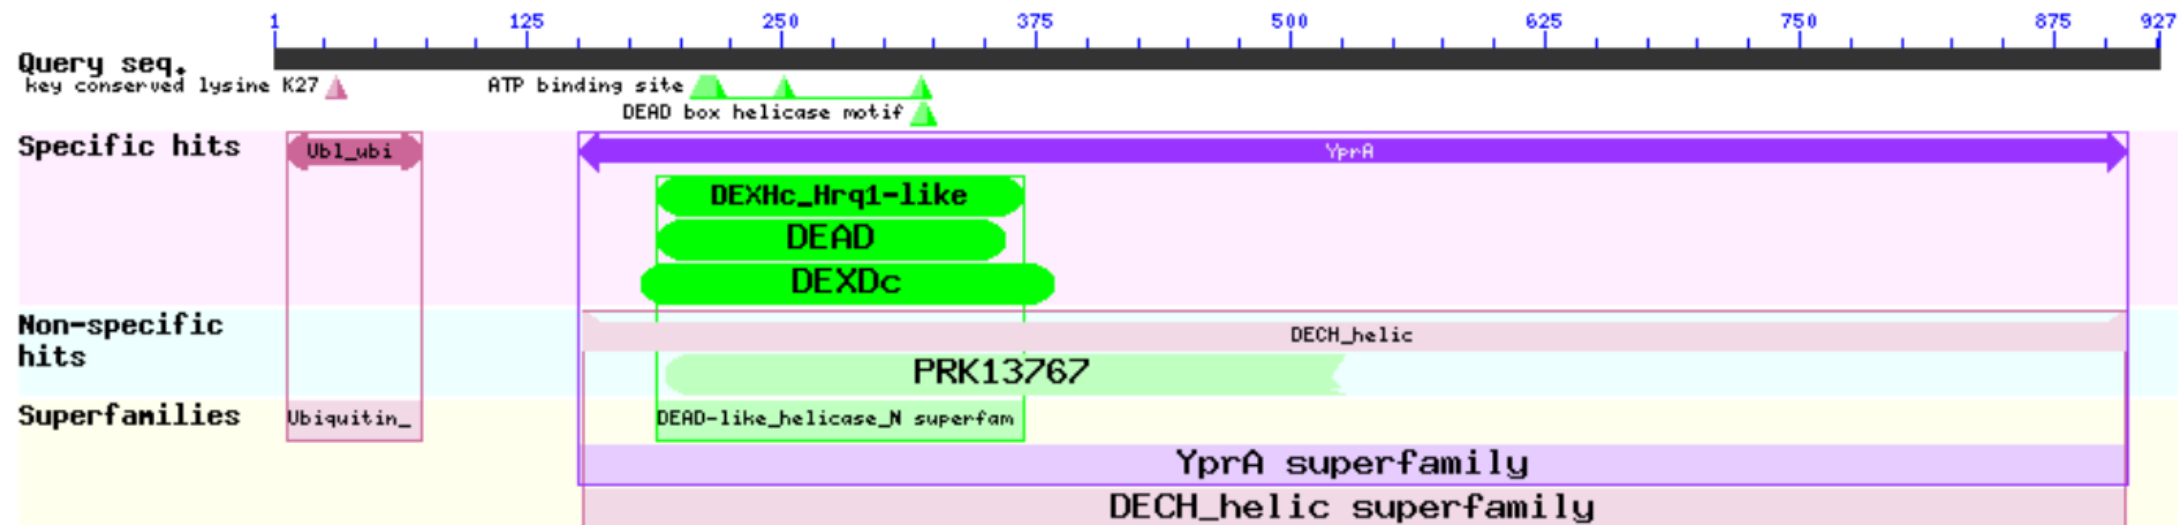 1 125 250 375 500 625 750 875 927
Query seq.
key conserved lysine K27
ATP binding site
DEAD box helicase motif
Specific hits
Ubl_ubi
YprA
DEXHc_Hrq1-like
DEAD
DEXDc
Non-specific
hits
DECH_helic
PRK13767
Superfamilies
Ubiquitin_
DEAD-like_helicase_N superfam
YprA superfamily
DECH_helic superfamily